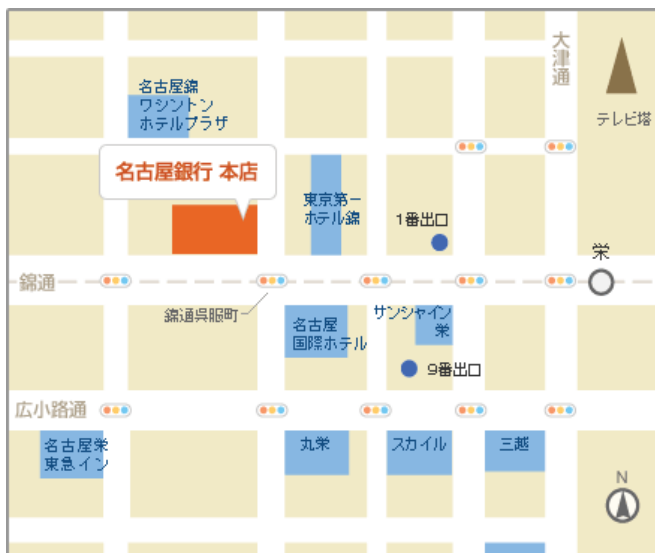 大津通
テレビ塔
名古屋錦
ワシントン
ホテルプラザ
名古屋銀行 本店
東京第一
ホテル錦
1番出口
栄
錦通
錦通呉服町
名古屋
国際ホテル
サンシャイン
栄
9番出口
広小路通
名古屋栄
東急イン
丸栄
スカイル
三越
N